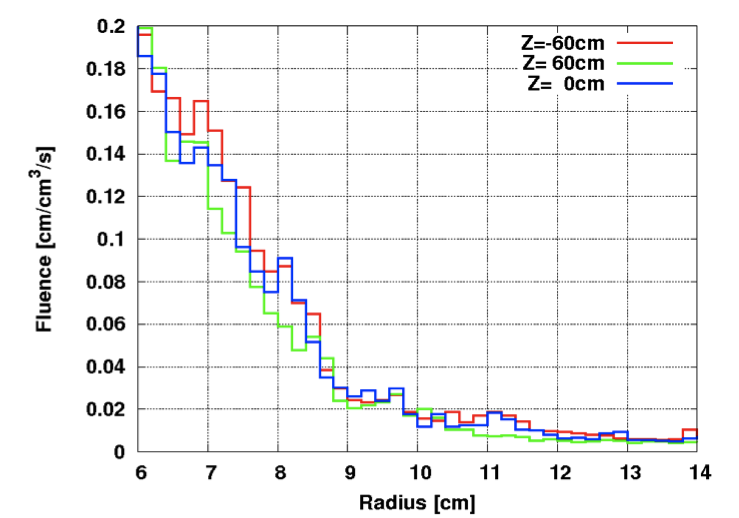 0.2
0.18
0.16
0.14
0.12
0.1
0.08
0.06
0.04
0.02
0
Fluence [cm/cm³/s]
Z=-60cm
Z= 60cm
Z=  0cm
6 7 8 9 10 11 12 13 14
Radius [cm]